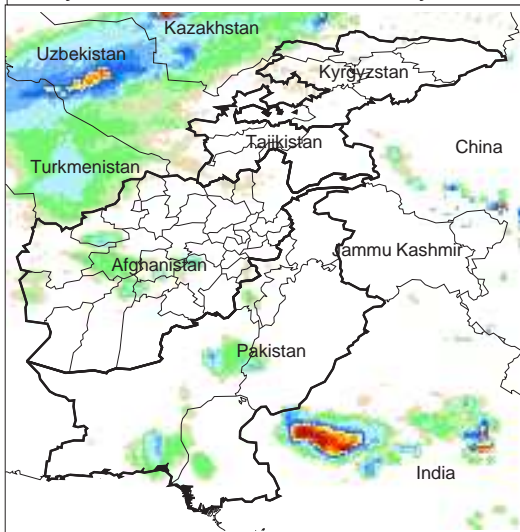 Kazakhstan
Uzbekistan
Kyrgyzstan
Tajikistan
China
Turkmenistan
Jammu Kashmir
Afghanistan
Pakistan
India